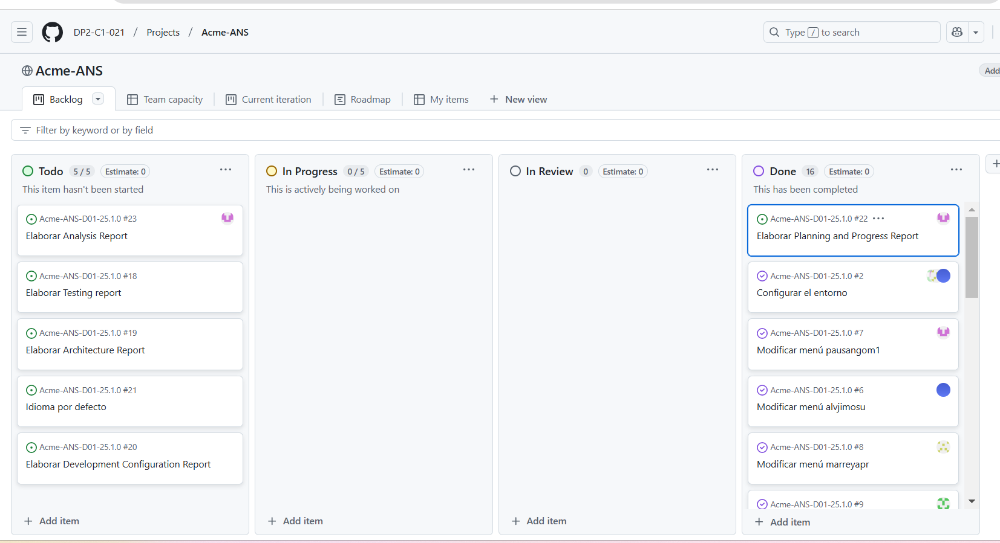 DP2-C1-021 / Projects / Acme-ANS
Type / to search
Acme-ANS
Add
Backlog
Team capacity
Current iteration
Roadmap
My items
New view
Filter by keyword or by field
Todo 5 / 5 Estimate: 0
This item hasn't been started
Acme-ANS-D01-25.1.0 #23
Elaborar Analysis Report
Acme-ANS-D01-25.1.0 #18
Elaborar Testing report
Acme-ANS-D01-25.1.0 #19
Elaborar Architecture Report
Acme-ANS-D01-25.1.0 #21
Idioma por defecto
Acme-ANS-D01-25.1.0 #20
Elaborar Development Configuration Report
Add item
In Progress 0 / 5 Estimate: 0
This is actively being worked on
Add item
In Review 0 Estimate: 0
Add item
Done 16 Estimate: 0
This has been completed
Acme-ANS-D01-25.1.0 #22
Elaborar Planning and Progress Report
Acme-ANS-D01-25.1.0 #2
Configurar el entorno
Acme-ANS-D01-25.1.0 #7
Modificar menú pausangom1
Acme-ANS-D01-25.1.0 #6
Modificar menú alvjimosu
Acme-ANS-D01-25.1.0 #8
Modificar menú marreyapr
Acme-ANS-D01-25.1.0 #9
Add item